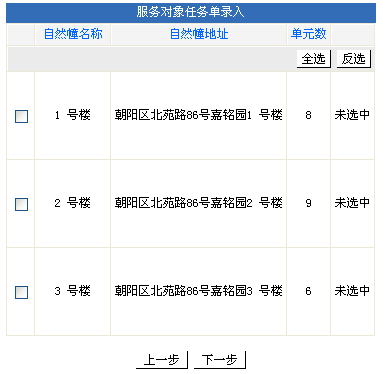 服务对象任务单录入
自然幢名称 自然幢地址 单元数
全选 反选
1 号楼 朝阳区北苑路86号嘉铭园1 号楼 8 未选中
2 号楼 朝阳区北苑路86号嘉铭园2 号楼 9 未选中
3 号楼 朝阳区北苑路86号嘉铭园3 号楼 6 未选中
上一步 下一步